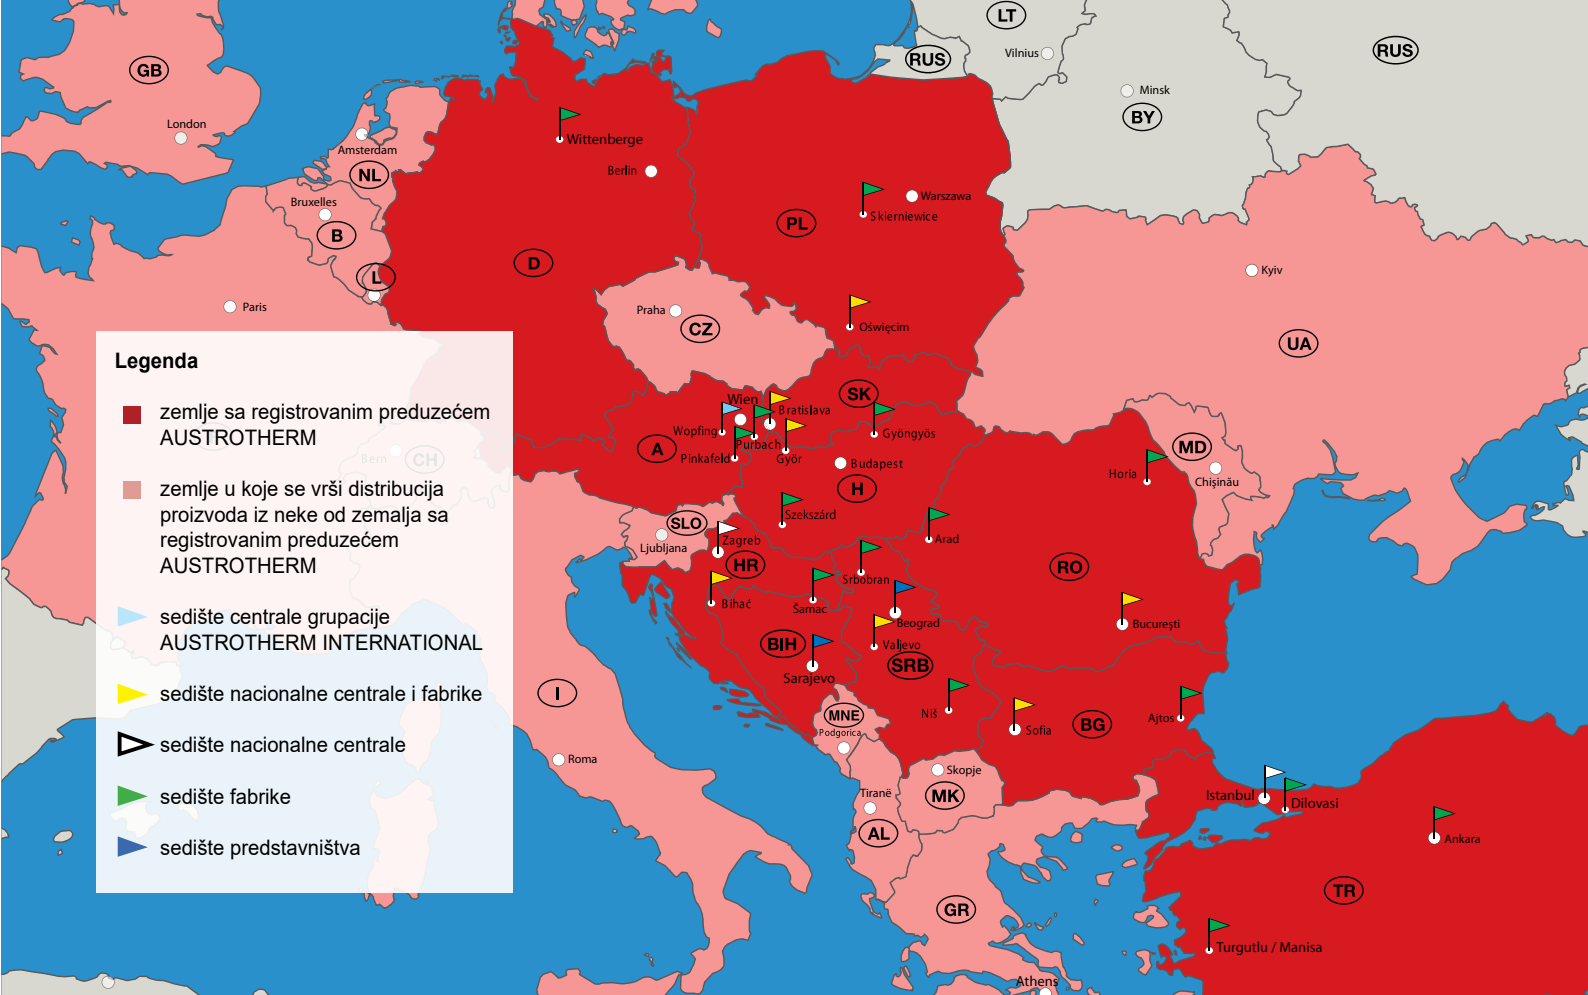 LT
RUS
RUS
Vilnius
GB
Minsk
BY
London
Wittenberge
Amsterdam
NL
Berlin
Warszawa
Bruxelles
Skierniewice
B
PL
D
Kyiv
L
Paris
Praha
CZ
Oświęcim
UA
Legenda
zemlje sa registrovanim preduzećem
AUSTROTHERM
zemlje u koje se vrši distribucija
proizvoda iz neke od zemalja sa
registrovanim preduzećem
AUSTROTHERM
sedište centrale grupacije
AUSTROTHERM INTERNATIONAL
sedište nacionalne centrale i fabrike
sedište nacionalne centrale
sedište fabrike
sedište predstavništva
Bern
CH
SK
Wien
Bratislava
Wopfing
Purbach
Gyöngyös
A
Pinkafeld
Győr
Budapest
H
MD
Horia
Chişinău
Szekszárd
SLO
Ljubljana
Zagreb
Arad
HR
RO
Srbobran
Bihać
Šamac
Beograd
Bucureşti
BIH
Valjevo
SRB
Sarajevo
I
MNE
Podgorica
Niš
Sofia
BG
Ajtos
Roma
Skopje
Tiranë
MK
Istanbul
Dilovasi
AL
Ankara
TR
GR
Turgutlu / Manisa
Athens